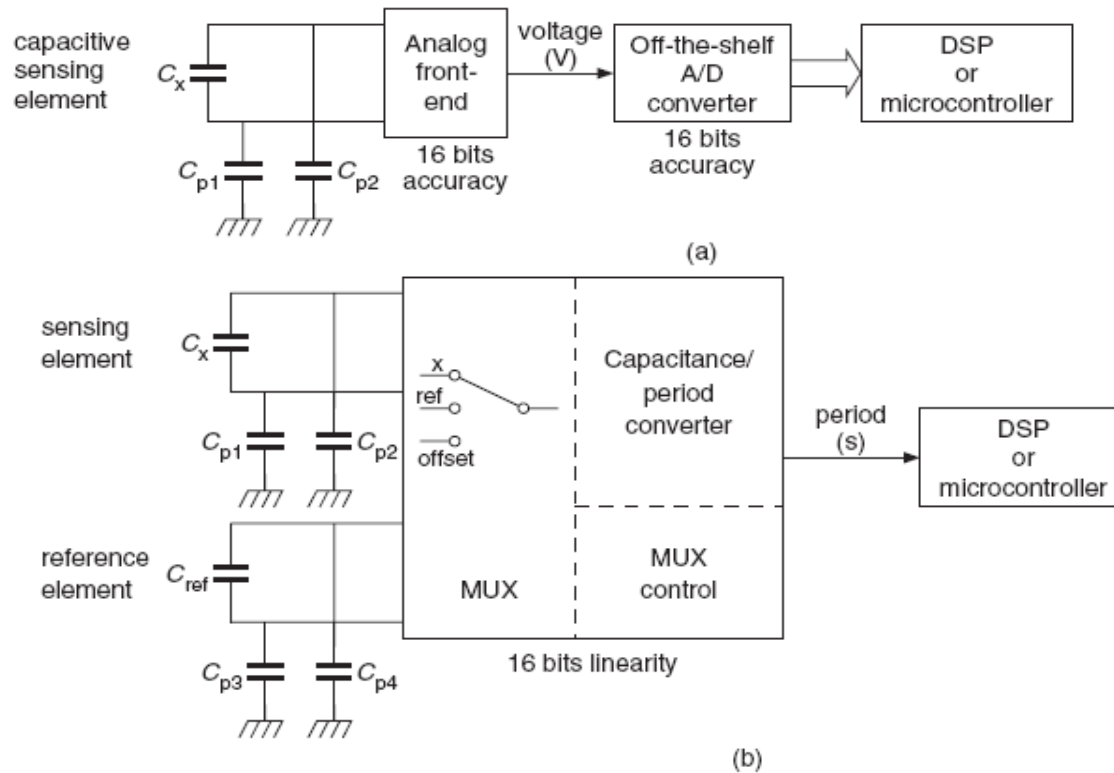 capacitive
sensing
element
Cx
Cp1
Cp2
Analog
front-
end
16 bits
accuracy
voltage
(V)
Off-the-shelf
A/D
converter
16 bits
accuracy
DSP
or
microcontroller
(a)
sensing
element
Cx
Cp1
Cp2
reference
element
Cref
Cp3
Cp4
x
ref
offset
MUX
Capacitance/
period
converter
MUX
control
16 bits linearity
period
(s)
DSP
or
microcontroller
(b)